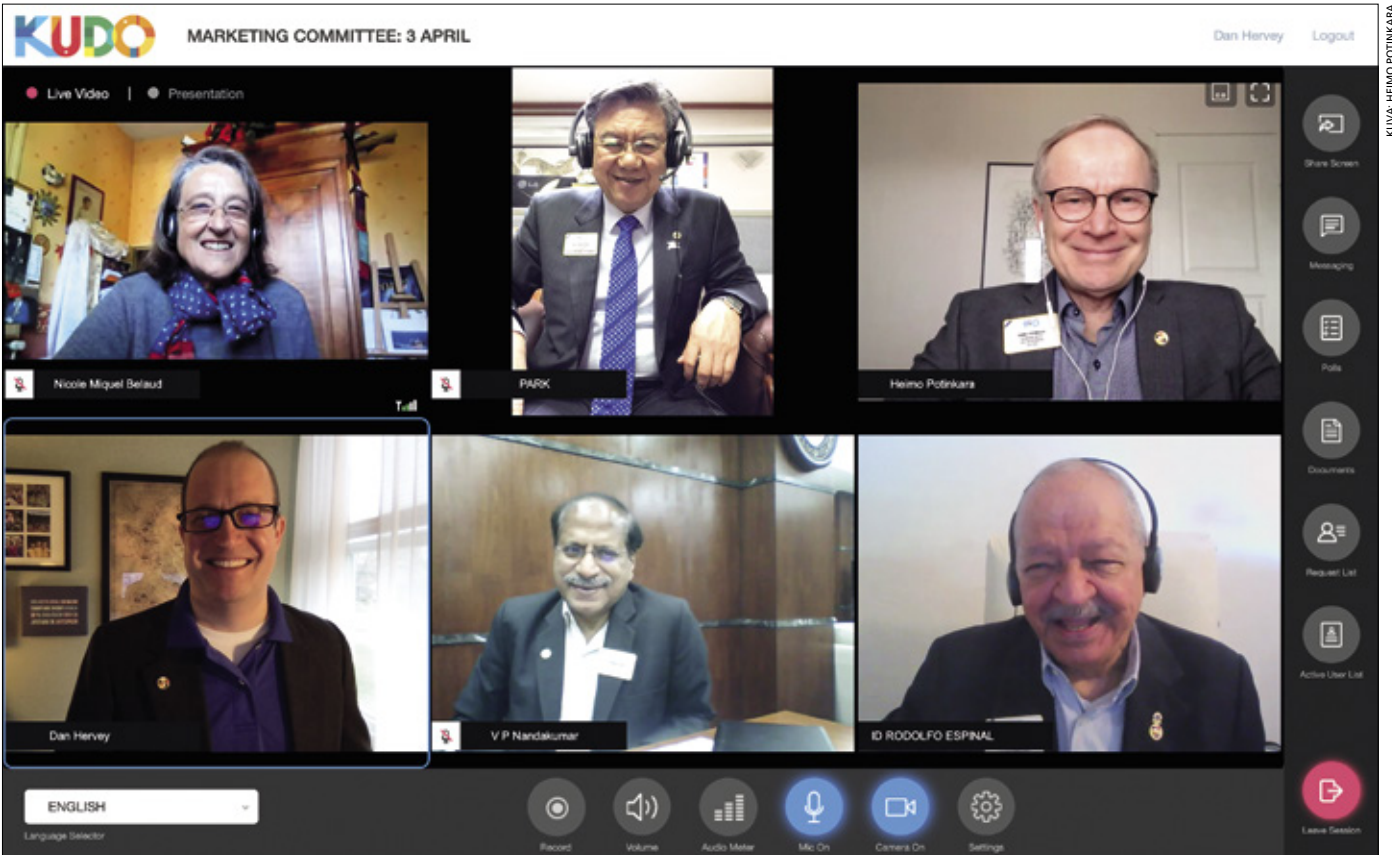 KUDO
MARKETING COMMITTEE: 3 APRIL
Dan Hervey
Logout
KUVA: HEIMO POTINKARA
Live Video | Presentation
Share Screen
Nicole Miquel Belaud
PARK
Heimo Potinkara
Messaging
Polls
Documents
Request List
Active User List
Dan Hervey
V P Nandakumar
ID RODOLFO ESPINAL
ENGLISH
Language Selector
Record
Volume
Audio Meter
Mic On
Camera On
Settings
Leave Session